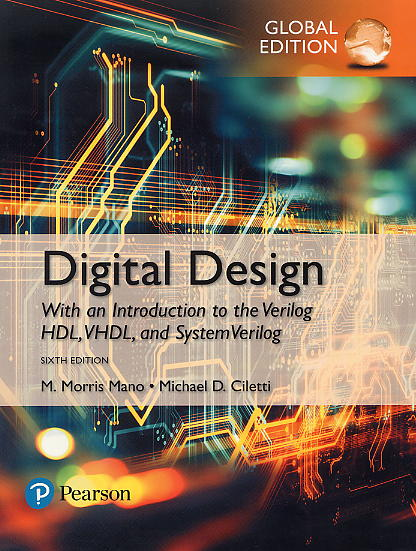 GLOBAL
EDITION
Digital Design
With an Introduction to the Verilog
HDL, VHDL, and SystemVerilog
SIXTH EDITION
M. Morris Mano • Michael D. Ciletti
Pearson